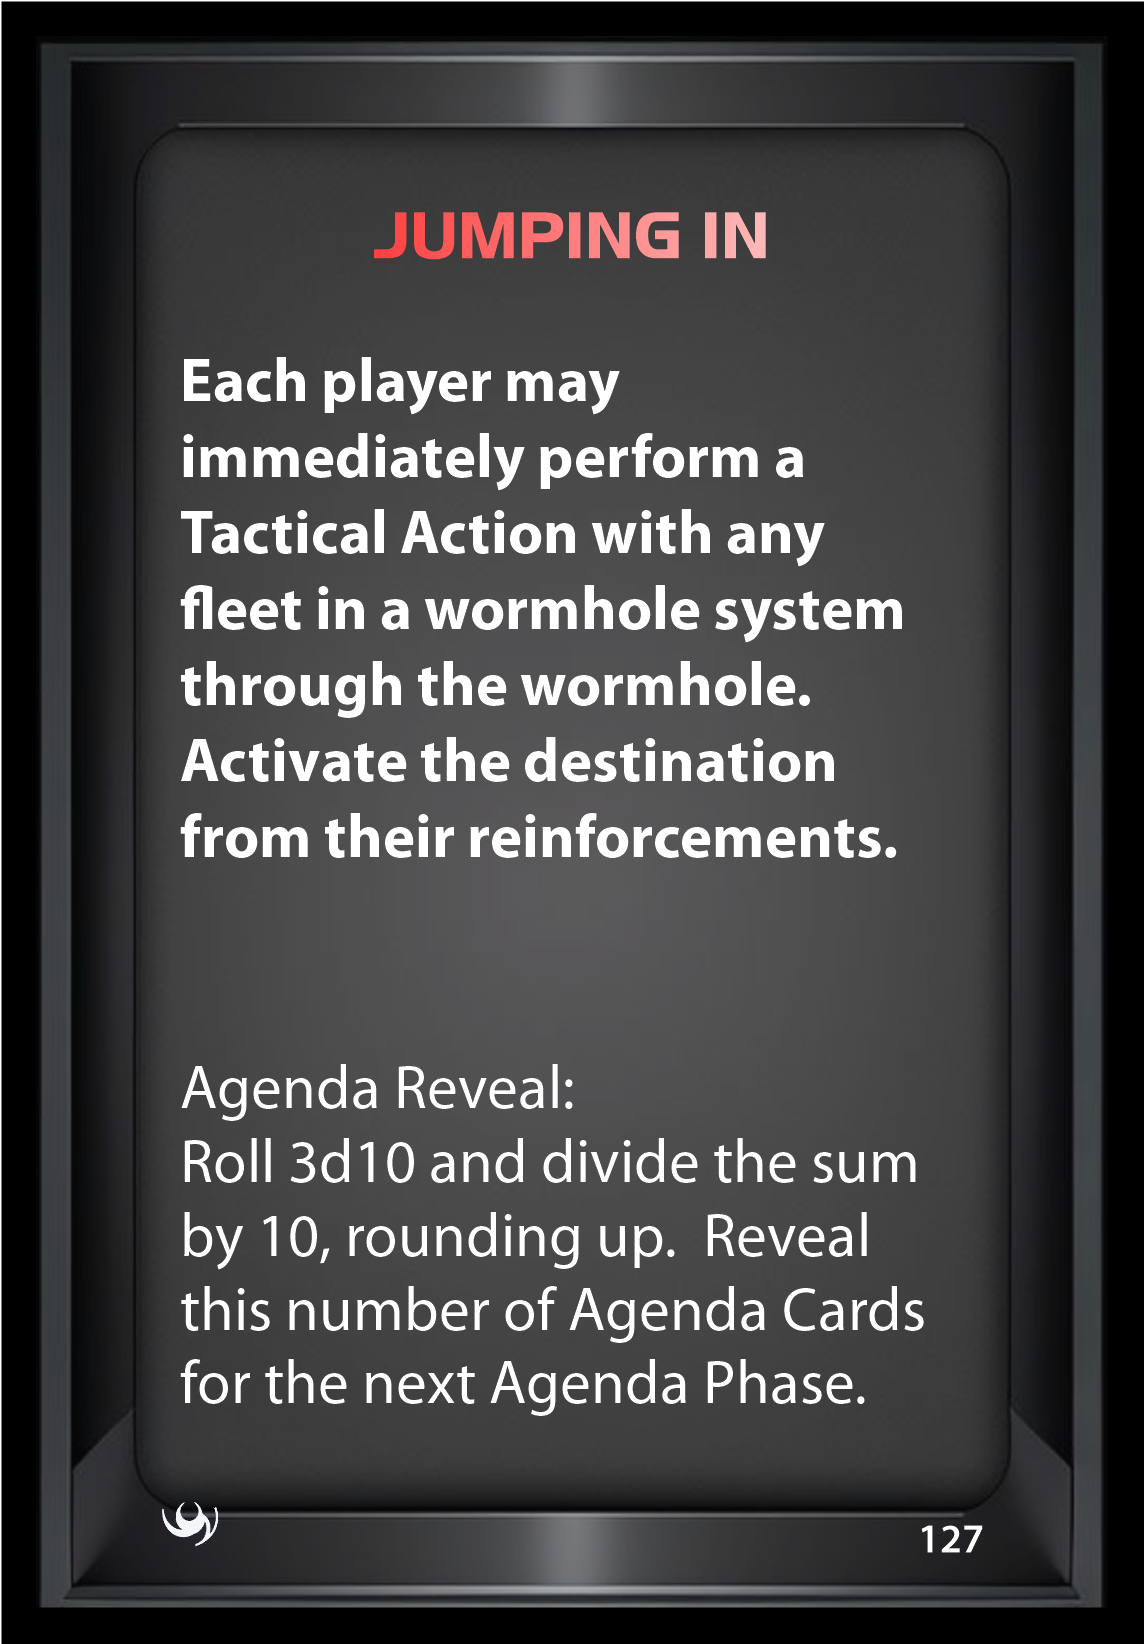 JUMPING IN
Each player may
immediately perform a
Tactical Action with any
fleet in a wormhole system
through the wormhole.
Activate the destination
from their reinforcements.
Agenda Reveal:
Roll 3d10 and divide the sum
by 10, rounding up.  Reveal
this number of Agenda Cards
for the next Agenda Phase.
127